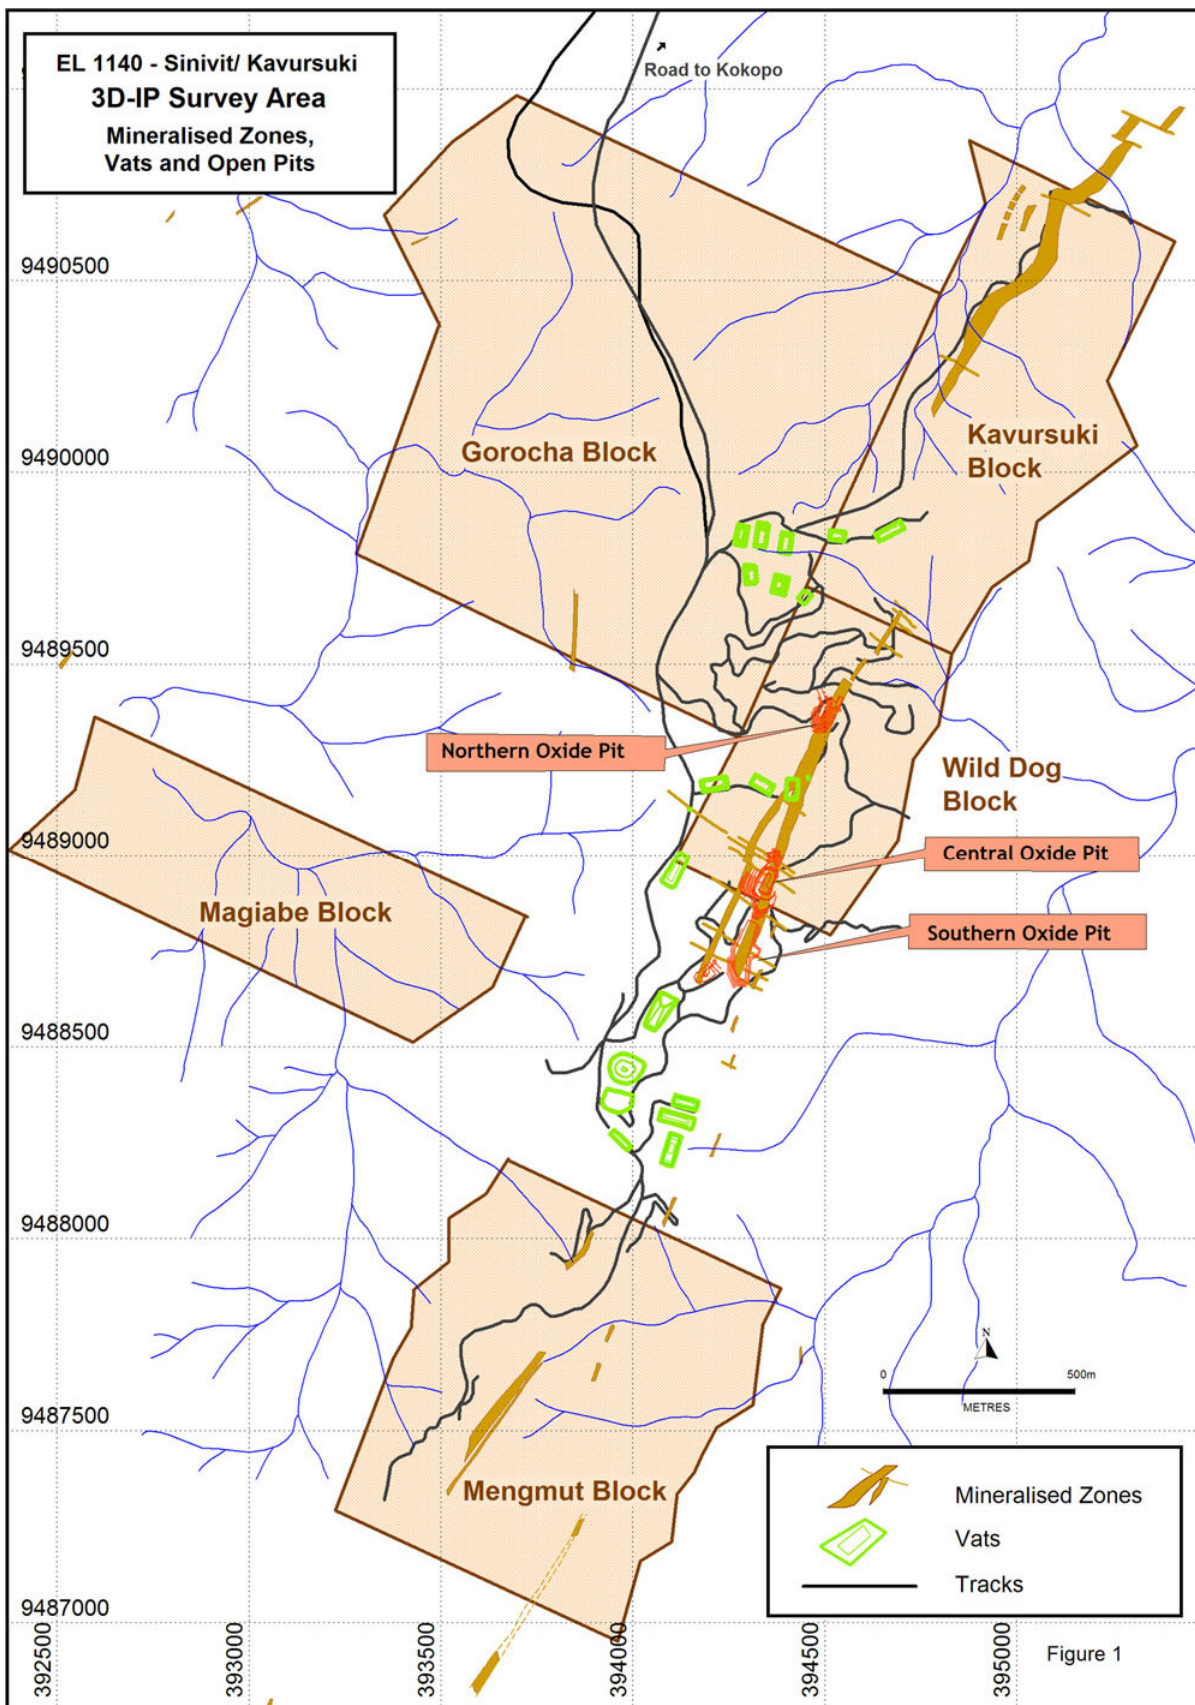 EL 1140 - Sinivit/ Kavursuki
3D-IP Survey Area
Mineralised Zones,
Vats and Open Pits
Road to Kokopo
9490500
Gorocha Block
Kavursuki
Block
9490000
9489500
Northern Oxide Pit
Wild Dog
Block
9489000
Central Oxide Pit
Magiabe Block
Southern Oxide Pit
9488500
9488000
N
0
500m
METRES
9487500
Mengmut Block
Mineralised Zones
Vats
Tracks
9487000
392500
393000
393500
394000
394500
395000
Figure 1